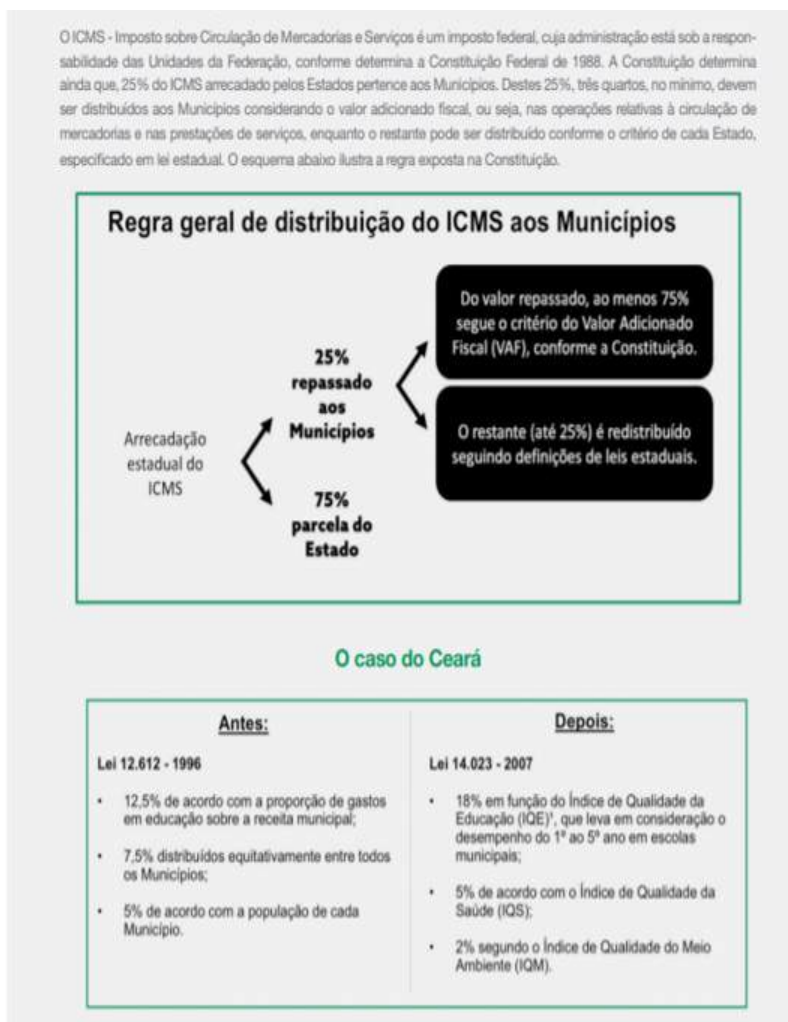 O ICMS - Imposto sobre Circulação de Mercadorias e Serviços é um imposto federal, cuja administração está sob a respon-
sabilidade das Unidades da Federação, conforme determina a Constituição Federal de 1988. A Constituição determina
ainda que, 25% do ICMS arrecadado pelos Estados pertence aos Municípios. Destes 25%, três quartos, no mínimo, devem
ser distribuídos aos Municípios considerando o valor adicionado fiscal, ou seja, nas operações relativas à circulação de
mercadorias e nas prestações de serviços, enquanto o restante pode ser distribuído conforme o critério de cada Estado,
especificado em lei estadual. O esquema abaixo ilustra a regra exposta na Constituição.
Regra geral de distribuição do ICMS aos Municípios
Arrecadação
estadual do
ICMS
25%
repassado
aos
Municípios
75%
parcela do
Estado
Do valor repassado, ao menos 75%
segue o critério do Valor Adicionado
Fiscal (VAF), conforme a Constituição.
O restante (até 25%) é redistribuído
seguindo definições de leis estaduais.
O caso do Ceará
Antes:
Lei 12.612 - 1996
• 12,5% de acordo com a proporção de gastos
em educação sobre a receita municipal;
• 7,5% distribuídos equitativamente entre todos
os Municípios;
• 5% de acordo com a população de cada
Município.
Depois:
Lei 14.023 - 2007
• 18% em função do Índice de Qualidade da
Educação (IQE)¹, que leva em consideração o
desempenho do 1º ao 5º ano em escolas
municipais;
• 5% de acordo com o Índice de Qualidade da
Saúde (IQS);
• 2% segundo o Índice de Qualidade do Meio
Ambiente (IQM).